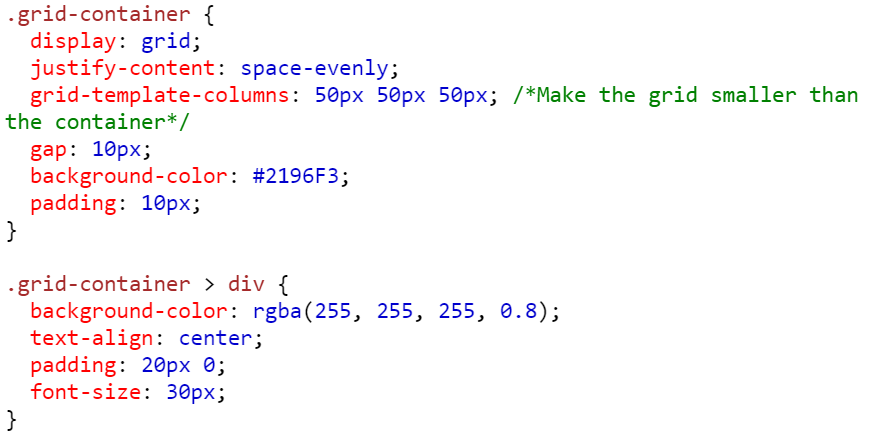 .grid-container {
  display: grid;
  justify-content: space-evenly;
  grid-template-columns: 50px 50px 50px; /*Make the grid smaller than
the container*/
  gap: 10px;
  background-color: #2196F3;
  padding: 10px;
}

.grid-container > div {
  background-color: rgba(255, 255, 255, 0.8);
  text-align: center;
  padding: 20px 0;
  font-size: 30px;
}